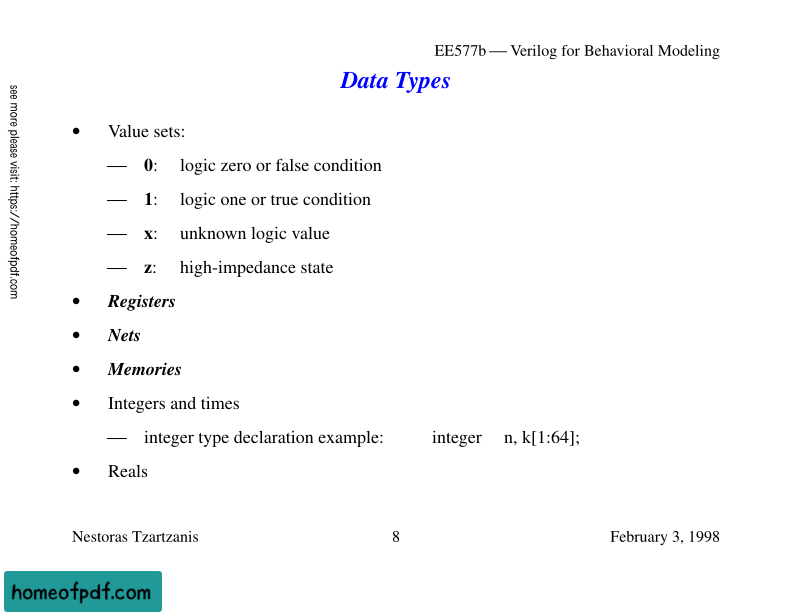 EE577b — Verilog for Behavioral Modeling
Data Types
• Value sets:
— 0: logic zero or false condition
— 1: logic one or true condition
— x: unknown logic value
— z: high-impedance state
• Registers
• Nets
• Memories
• Integers and times
— integer type declaration example: integer n, k[1:64];
• Reals
Nestoras Tzartzanis 8 February 3, 1998
see more please visit: https://homeofpdf.com
homeofpdf.com